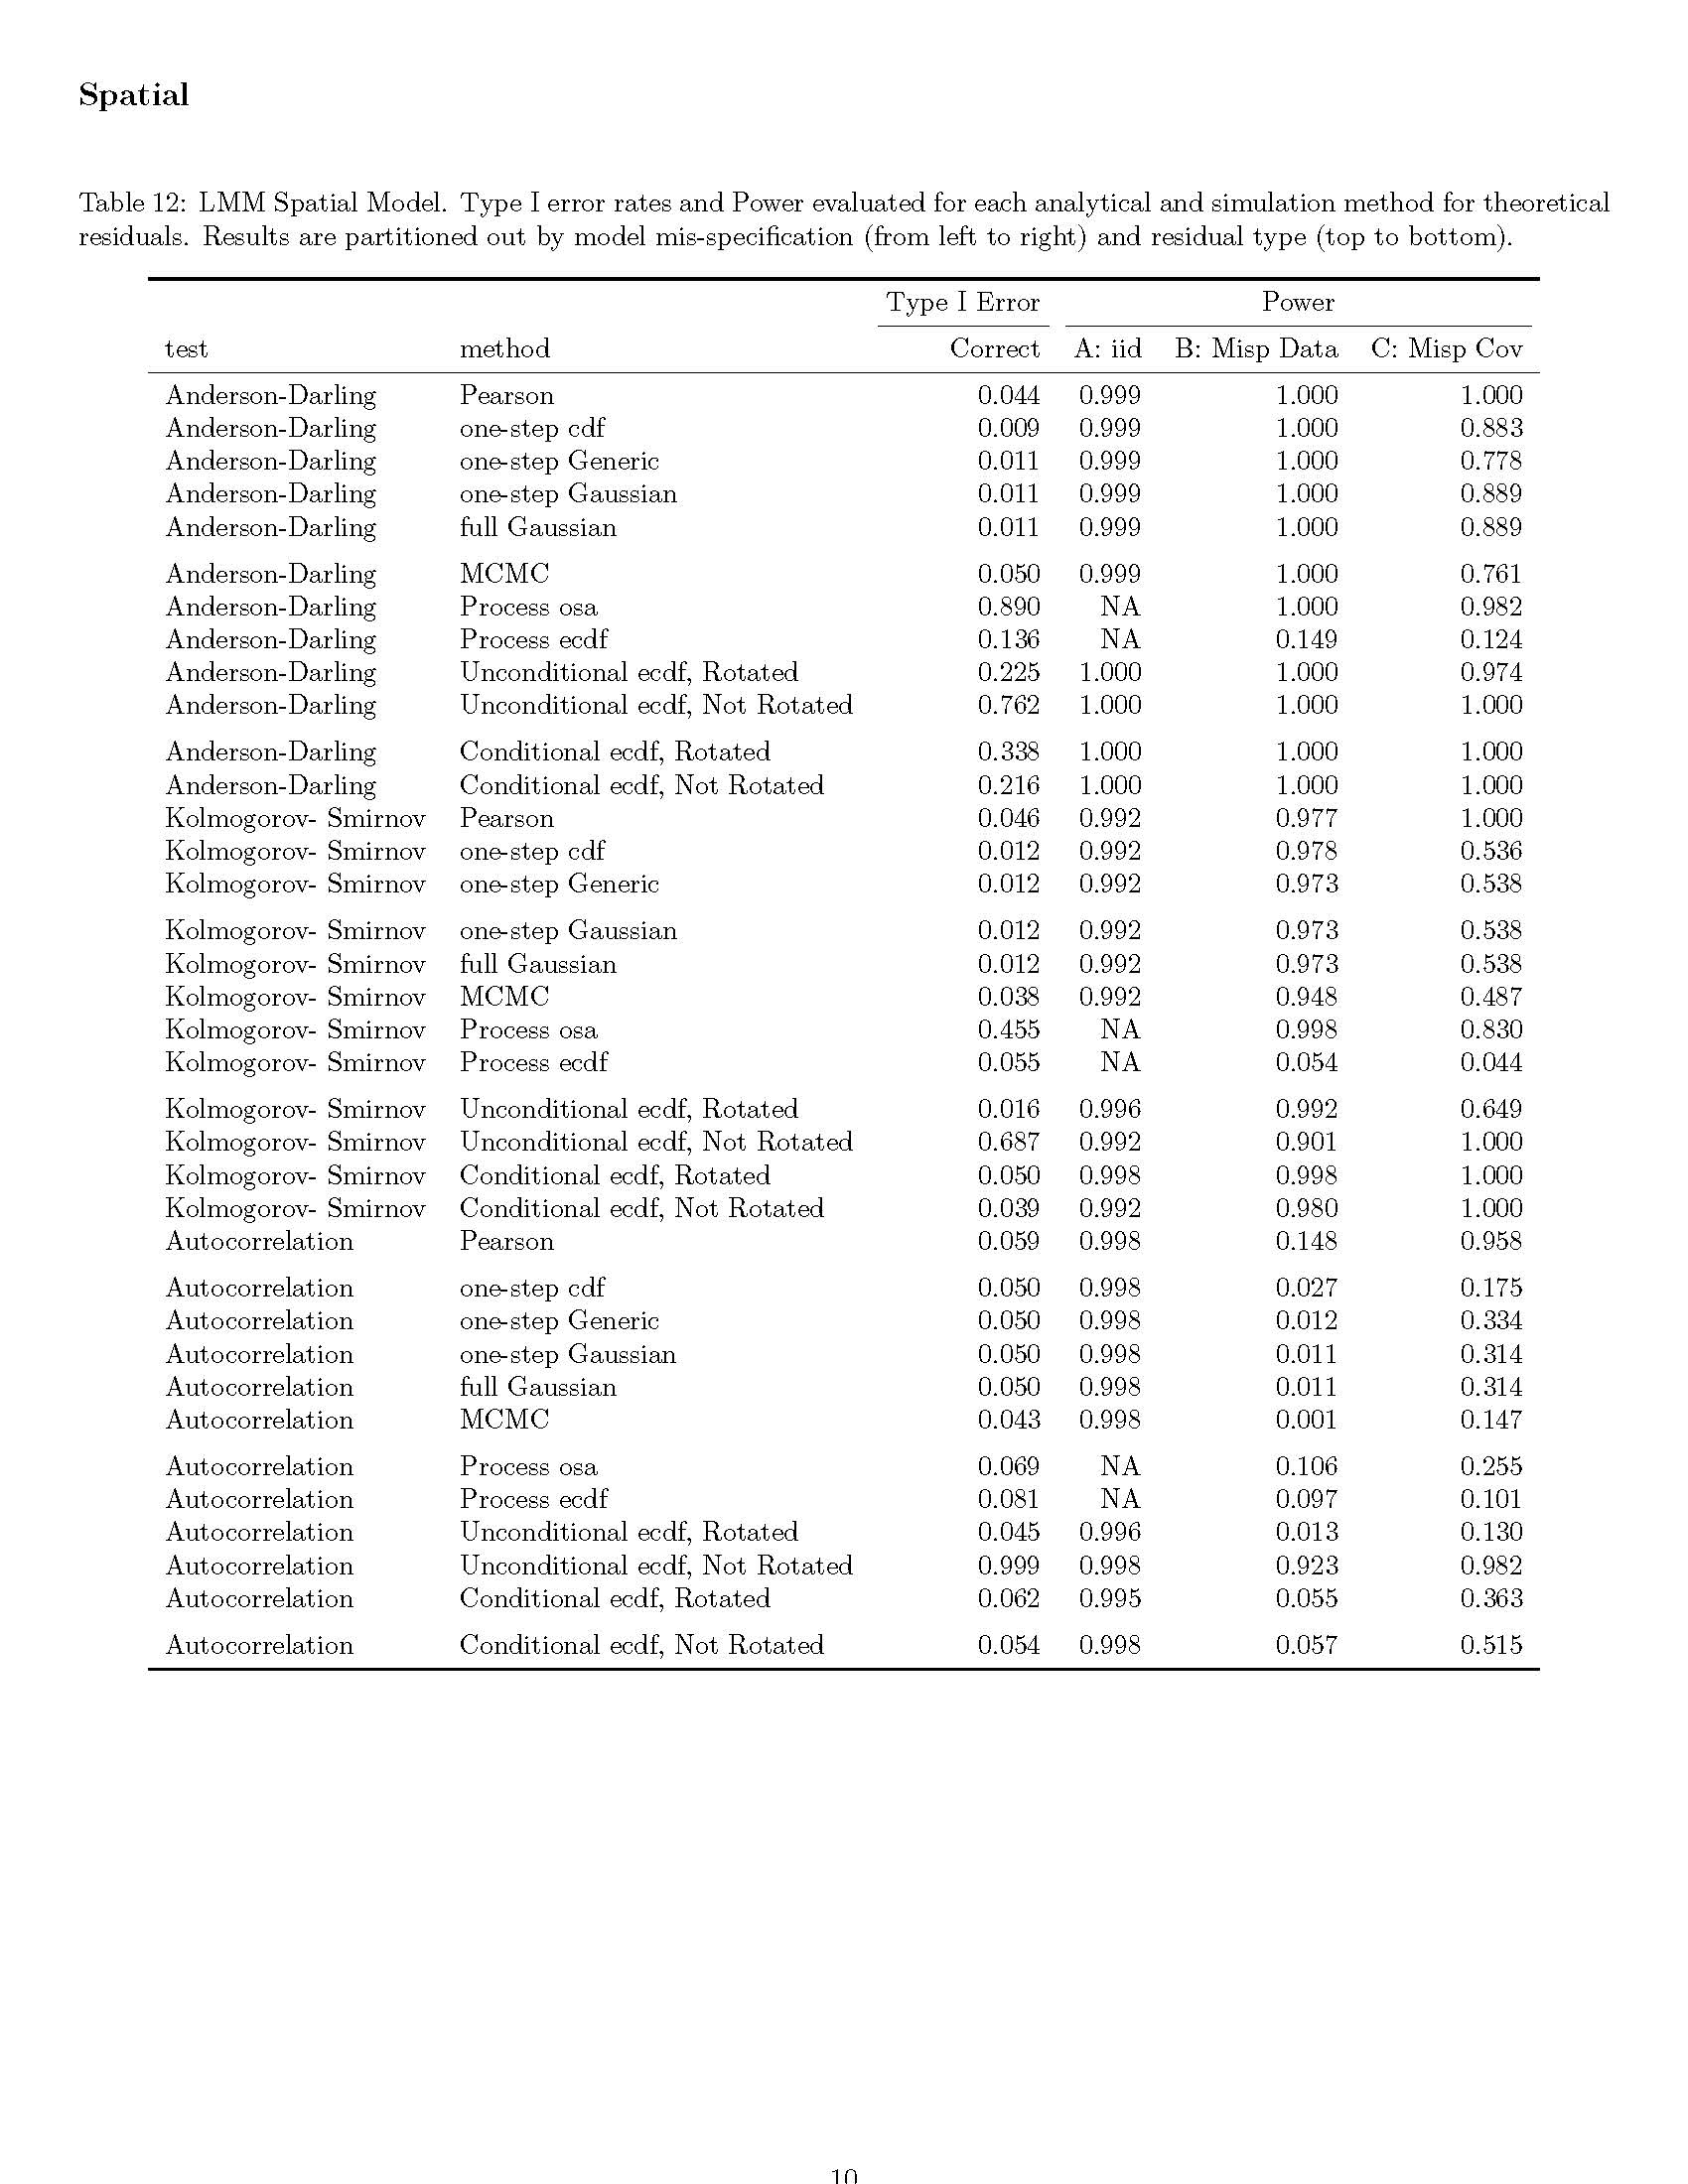 Spatial
Table 12: LMM Spatial Model. Type I error rates and Power evaluated for each analytical and simulation method for theoretical
residuals. Results are partitioned out by model mis-specification (from left to right) and residual type (top to bottom).
Type I Error Power
test method Correct A: iid B: Misp Data C: Misp Cov
Anderson-Darling Pearson 0.044 0.999 1.000 1.000
Anderson-Darling one-step cdf 0.009 0.999 1.000 0.883
Anderson-Darling one-step Generic 0.011 0.999 1.000 0.778
Anderson-Darling one-step Gaussian 0.011 0.999 1.000 0.889
Anderson-Darling full Gaussian 0.011 0.999 1.000 0.889
Anderson-Darling MCMC 0.050 0.999 1.000 0.761
Anderson-Darling Process osa 0.890 NA 1.000 0.982
Anderson-Darling Process ecdf 0.136 NA 0.149 0.124
Anderson-Darling Unconditional ecdf, Rotated 0.225 1.000 1.000 0.974
Anderson-Darling Unconditional ecdf, Not Rotated 0.762 1.000 1.000 1.000
Anderson-Darling Conditional ecdf, Rotated 0.338 1.000 1.000 1.000
Anderson-Darling Conditional ecdf, Not Rotated 0.216 1.000 1.000 1.000
Kolmogorov- Smirnov Pearson 0.046 0.992 0.977 1.000
Kolmogorov- Smirnov one-step cdf 0.012 0.992 0.978 0.536
Kolmogorov- Smirnov one-step Generic 0.012 0.992 0.973 0.538
Kolmogorov- Smirnov one-step Gaussian 0.012 0.992 0.973 0.538
Kolmogorov- Smirnov full Gaussian 0.012 0.992 0.973 0.538
Kolmogorov- Smirnov MCMC 0.038 0.992 0.948 0.487
Kolmogorov- Smirnov Process osa 0.455 NA 0.998 0.830
Kolmogorov- Smirnov Process ecdf 0.055 NA 0.054 0.044
Kolmogorov- Smirnov Unconditional ecdf, Rotated 0.016 0.996 0.992 0.649
Kolmogorov- Smirnov Unconditional ecdf, Not Rotated 0.687 0.992 0.901 1.000
Kolmogorov- Smirnov Conditional ecdf, Rotated 0.050 0.998 0.998 1.000
Kolmogorov- Smirnov Conditional ecdf, Not Rotated 0.039 0.992 0.980 1.000
Autocorrelation Pearson 0.059 0.998 0.148 0.958
Autocorrelation one-step cdf 0.050 0.998 0.027 0.175
Autocorrelation one-step Generic 0.050 0.998 0.012 0.334
Autocorrelation one-step Gaussian 0.050 0.998 0.011 0.314
Autocorrelation full Gaussian 0.050 0.998 0.011 0.314
Autocorrelation MCMC 0.043 0.998 0.001 0.147
Autocorrelation Process osa 0.069 NA 0.106 0.255
Autocorrelation Process ecdf 0.081 NA 0.097 0.101
Autocorrelation Unconditional ecdf, Rotated 0.045 0.996 0.013 0.130
Autocorrelation Unconditional ecdf, Not Rotated 0.999 0.998 0.923 0.982
Autocorrelation Conditional ecdf, Rotated 0.062 0.995 0.055 0.363
Autocorrelation Conditional ecdf, Not Rotated 0.054 0.998 0.057 0.515
10